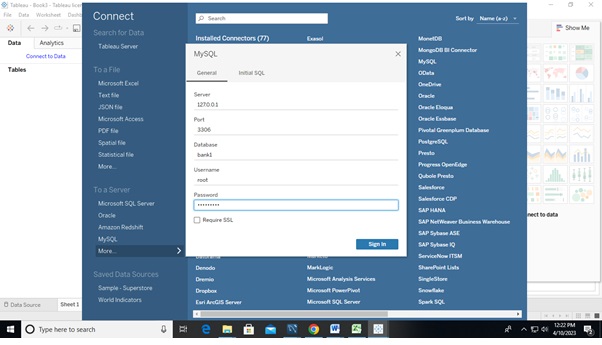 Tableau - Book3 - Tableau licen
File Data
Show Me
Data Analytics
Connect to Data
Tables
Connect
Search for Data
Tableau Server
To a File
Microsoft Excel
Text file
JSON file
Microsoft Access
PDF file
Spatial file
Statistical file
More...
To a Server
Microsoft SQL Server
Oracle
Amazon Redshift
MySQL
More...
Saved Data Sources
Sample - Superstore
World Indicators
Search
Sort by Name (a-z)
Installed Connectors (77)
Exasol
MySQL
General Initial SQL
Server
127.0.0.1
Port
3306
Database
bank1
Username
root
Password
Require SSL
Sign In
Denodo
Dremio
Dropbox
Esri ArcGIS Server
MarkLogic
Microsoft Analysis Services
Microsoft PowerPivot
Microsoft SQL Server
MonetDB
MongoDB BI Connector
MySQL
OData
OneDrive
Oracle
Oracle Eloqua
Oracle Essbase
Pivotal Greenplum Database
PostgreSQL
Presto
Progress OpenEdge
Qubole Presto
Salesforce
Salesforce CDP
SAP HANA
SAP NetWeaver Business Warehouse
SAP Sybase ASE
SAP Sybase IQ
ServiceNow ITSM
SharePoint Lists
SingleStore
Snowflake
Spark SQL
nect to data
Data Source Sheet 1
Type here to search
12:22 PM
4/10/2023